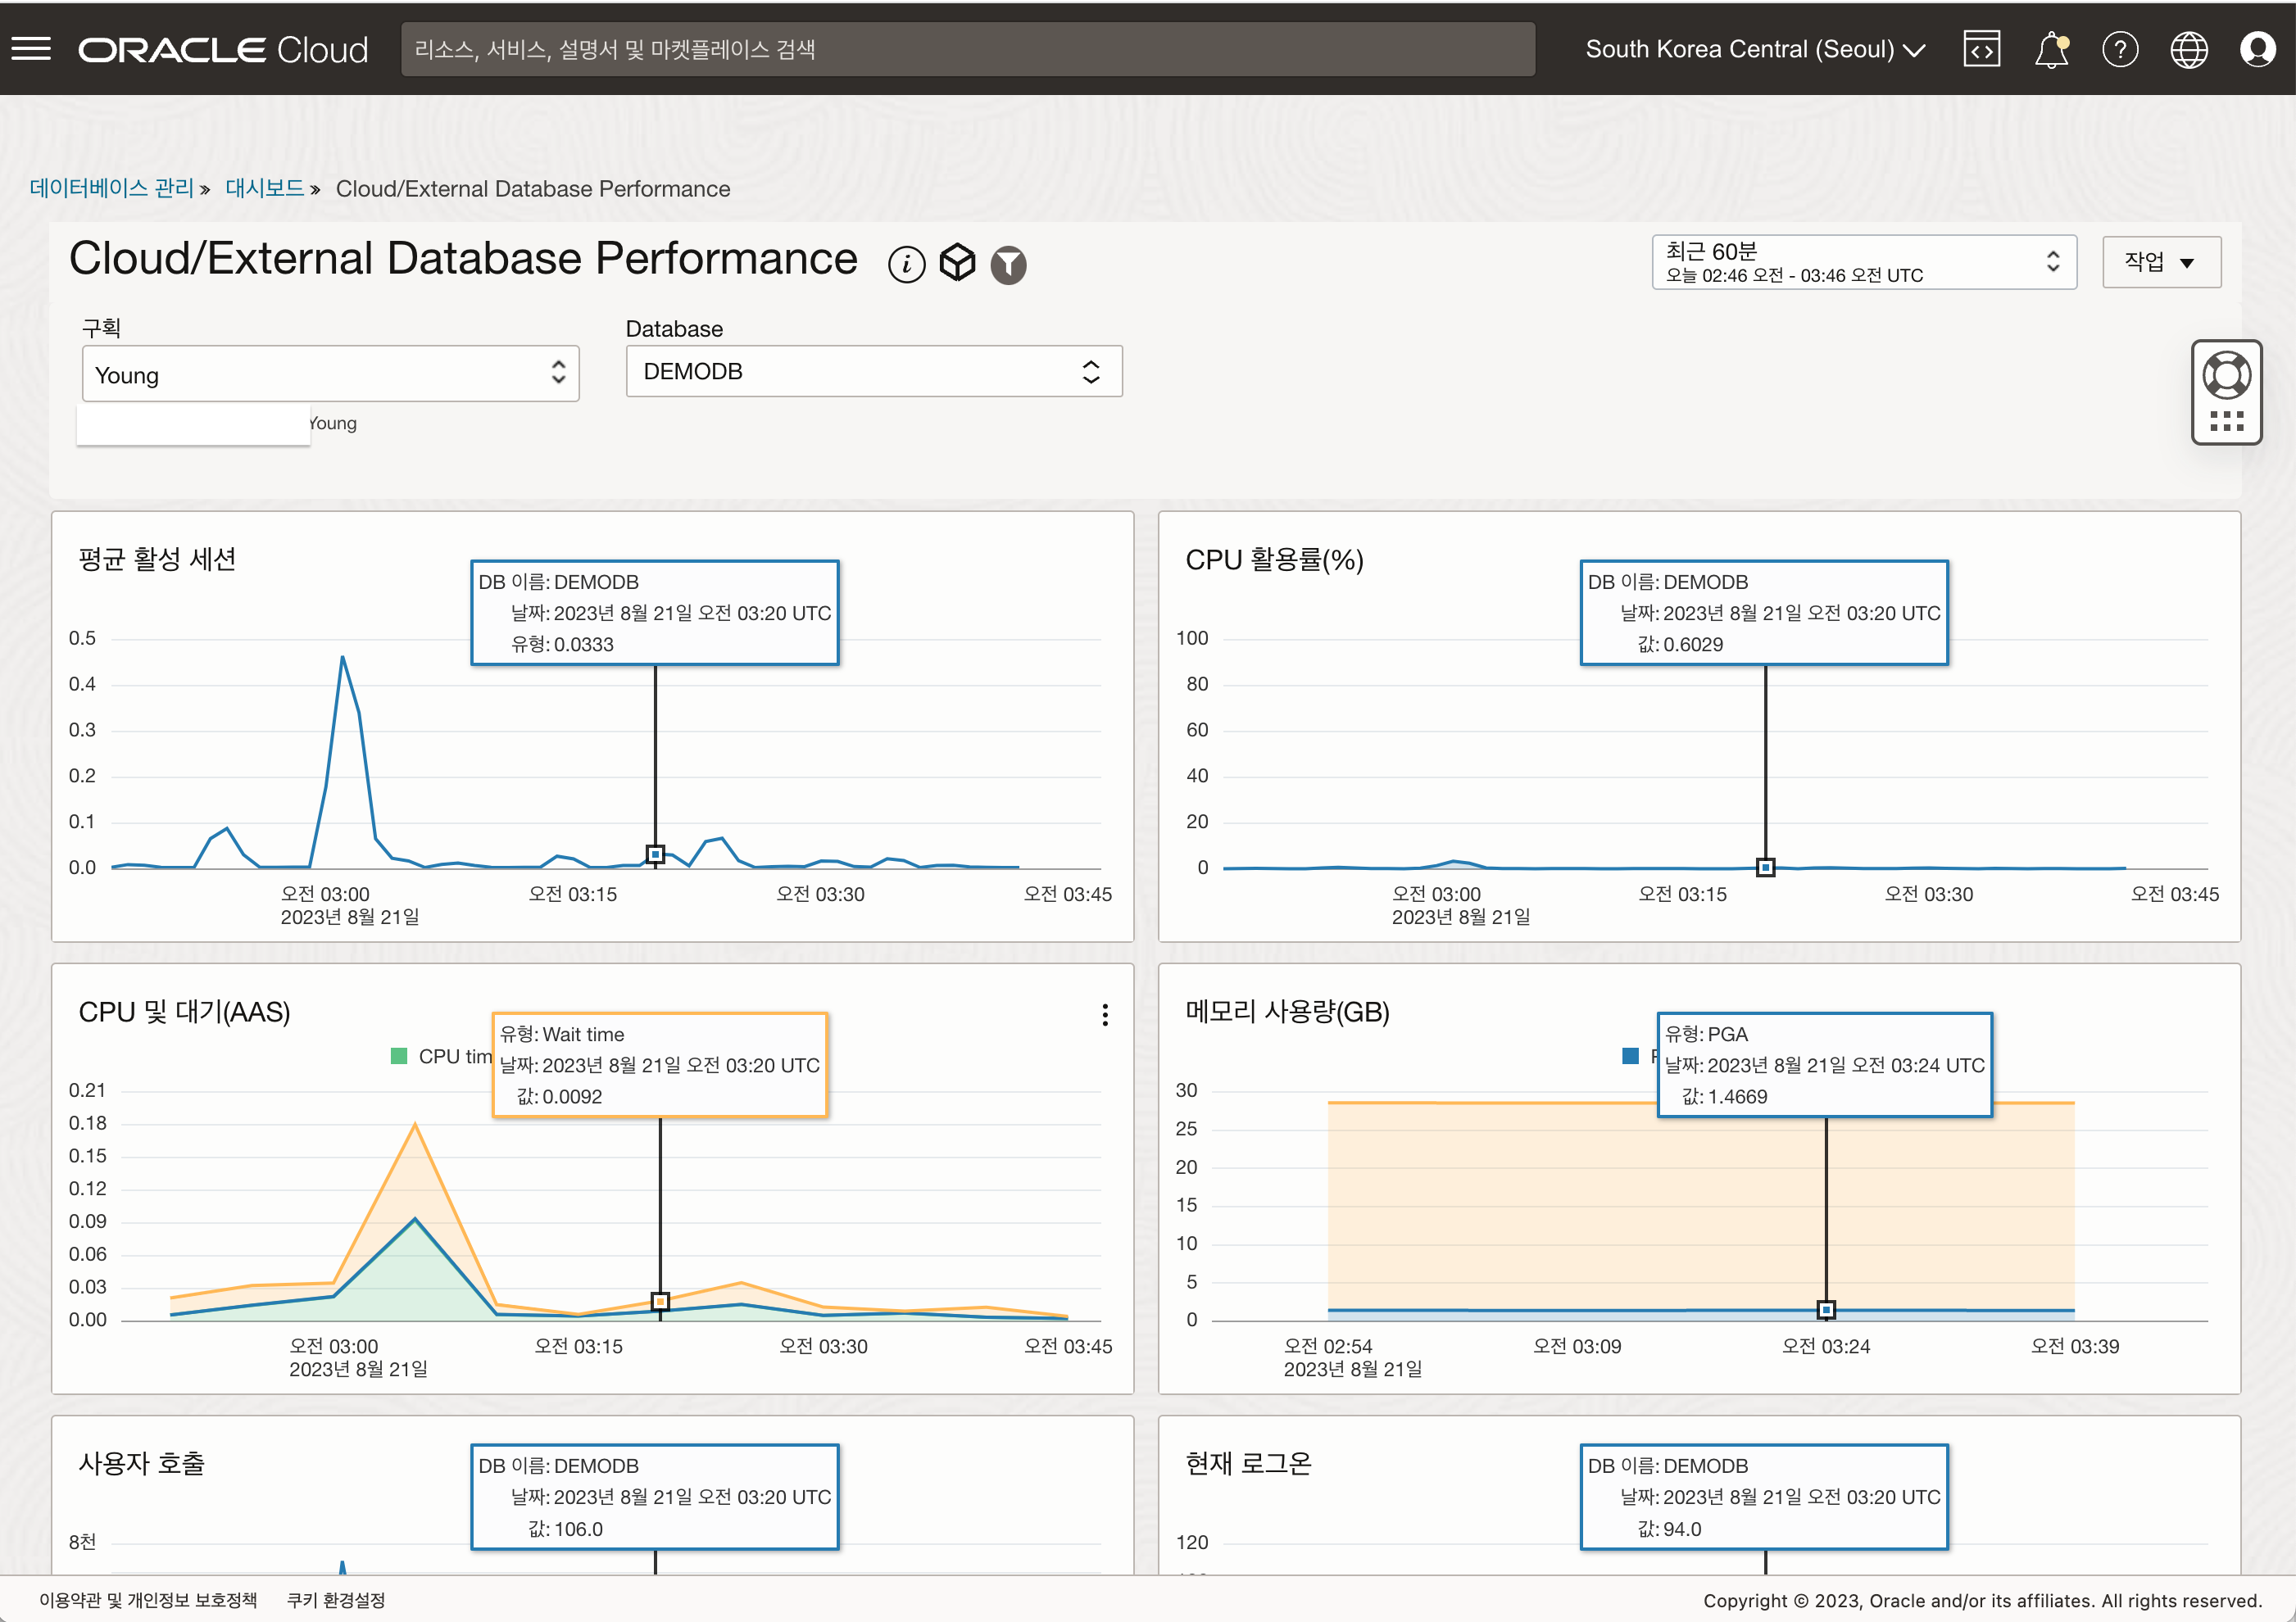 ORACLE Cloud
리소스, 서비스, 설명서 및 마켓플레이스 검색
South Korea Central (Seoul)
데이터베이스 관리 » 대시보드 » Cloud/External Database Performance
Cloud/External Database Performance
최근 60분
오늘 02:46 오전 - 03:46 오전 UTC
작업
구획
Young
Young
Database
DEMODB
평균 활성 세션
DB 이름: DEMODB
날짜: 2023년 8월 21일 오전 03:20 UTC
유형: 0.0333
0.5
0.4
0.3
0.2
0.1
0.0
오전 03:00
2023년 8월 21일
오전 03:15
오전 03:30
오전 03:45
CPU 활용률(%)
DB 이름: DEMODB
날짜: 2023년 8월 21일 오전 03:20 UTC
값: 0.6029
100
80
60
40
20
0
오전 03:00
2023년 8월 21일
오전 03:15
오전 03:30
오전 03:45
CPU 및 대기(AAS)
CPU tim
유형: Wait time
날짜: 2023년 8월 21일 오전 03:20 UTC
값: 0.0092
0.21
0.18
0.15
0.12
0.09
0.06
0.03
0.00
오전 03:00
2023년 8월 21일
오전 03:15
오전 03:30
오전 03:45
메모리 사용량(GB)
유형: PGA
날짜: 2023년 8월 21일 오전 03:24 UTC
값: 1.4669
30
25
20
15
10
5
0
오전 02:54
2023년 8월 21일
오전 03:09
오전 03:24
오전 03:39
사용자 호출
DB 이름: DEMODB
날짜: 2023년 8월 21일 오전 03:20 UTC
값: 106.0
8천
현재 로그온
DB 이름: DEMODB
날짜: 2023년 8월 21일 오전 03:20 UTC
값: 94.0
120
이용약관 및 개인정보 보호정책
쿠키 환경설정
Copyright © 2023, Oracle and/or its affiliates. All rights reserved.